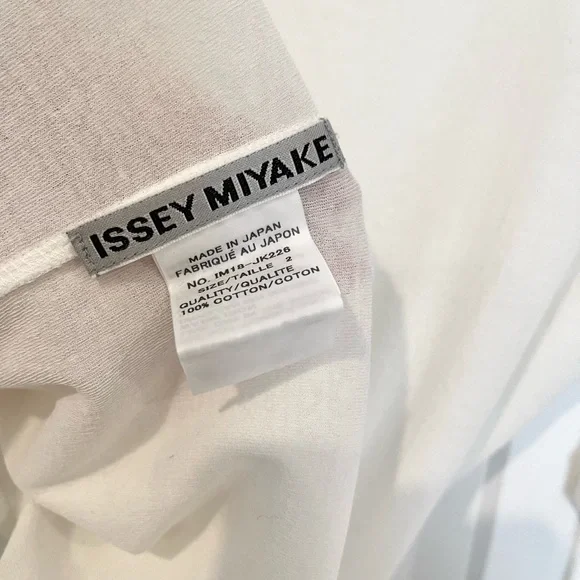 ISSEY MIYAKE
MADE IN JAPAN
FABRIQUÉ AU JAPON
NO. IM18-JK226
SIZE/TAILLE 2
QUALITY/QUALITE
100% COTTON/COTON